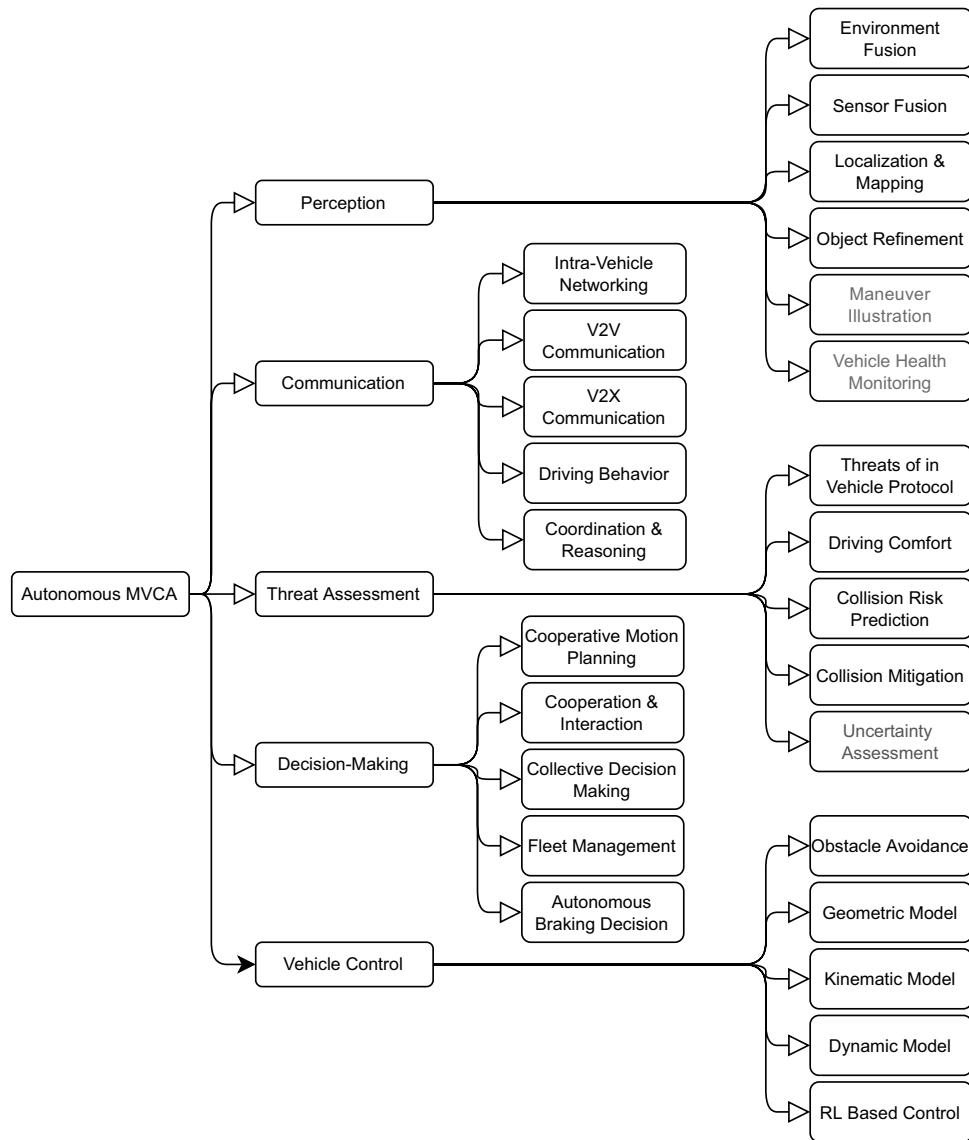 Autonomous MVCA
Perception
Environment
Fusion
Sensor Fusion
Localization &
Mapping
Object Refinement
Maneuver
Illustration
Vehicle Health
Monitoring
Communication
Intra-Vehicle
Networking
V2V
Communication
V2X
Communication
Driving Behavior
Coordination &
Reasoning
Threat Assessment
Threats of in
Vehicle Protocol
Driving Comfort
Collision Risk
Prediction
Collision Mitigation
Uncertainty
Assessment
Decision-Making
Cooperative Motion
Planning
Cooperation &
Interaction
Collective Decision
Making
Fleet Management
Autonomous
Braking Decision
Vehicle Control
Obstacle Avoidance
Geometric Model
Kinematic Model
Dynamic Model
RL Based Control